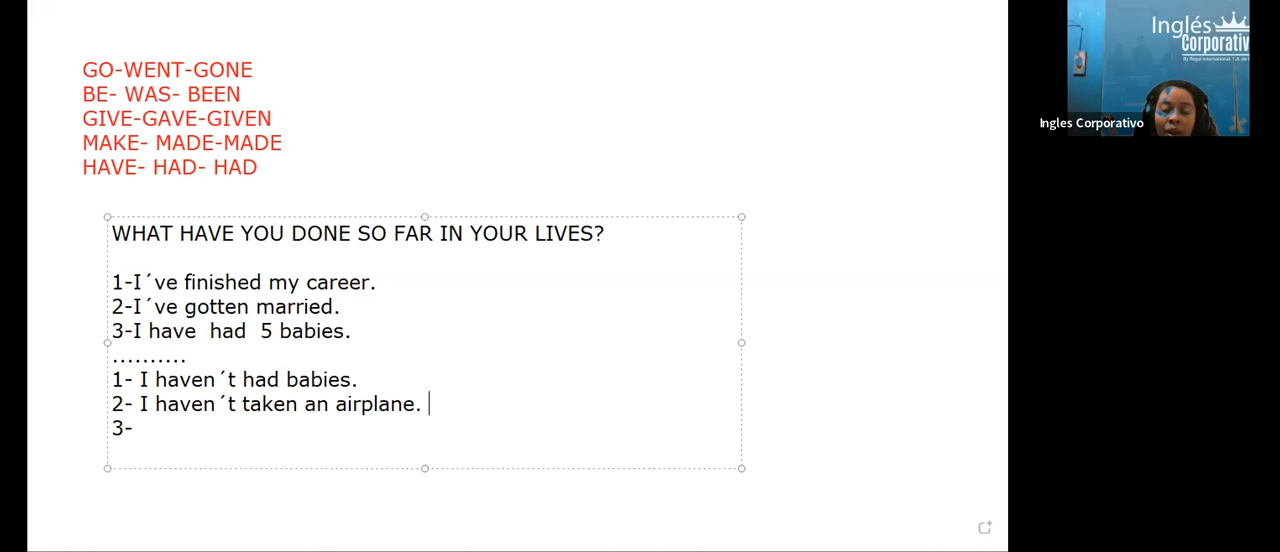 GO-WENT-GONE
BE- WAS- BEEN
GIVE-GAVE-GIVEN
MAKE- MADE-MADE
HAVE- HAD- HAD
WHAT HAVE YOU DONE SO FAR IN YOUR LIVES?
1-I´ve finished my career.
2-I´ve gotten married.
3-I have  had  5 babies.
..........
1- I haven´t had babies.
2- I haven´t taken an airplane.
3-
Inglés
Corporativ
Ingles Corporativo